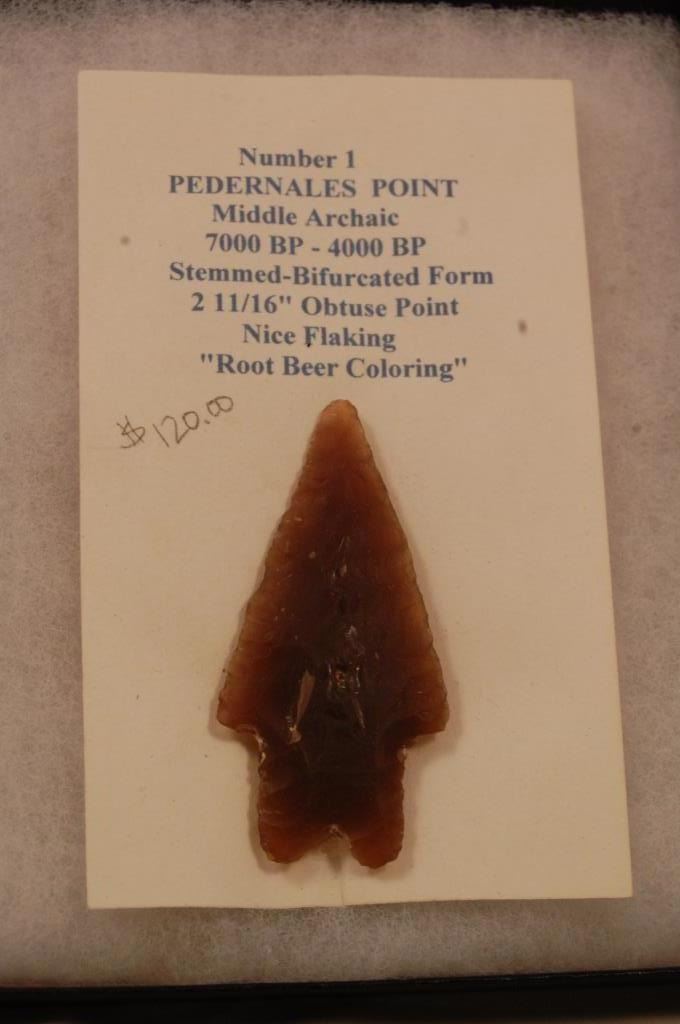 Number 1
PEDERNALES POINT
Middle Archaic
7000 BP - 4000 BP
Stemmed-Bifurcated Form
2 11/16" Obtuse Point
Nice Flaking
"Root Beer Coloring"
$120.00